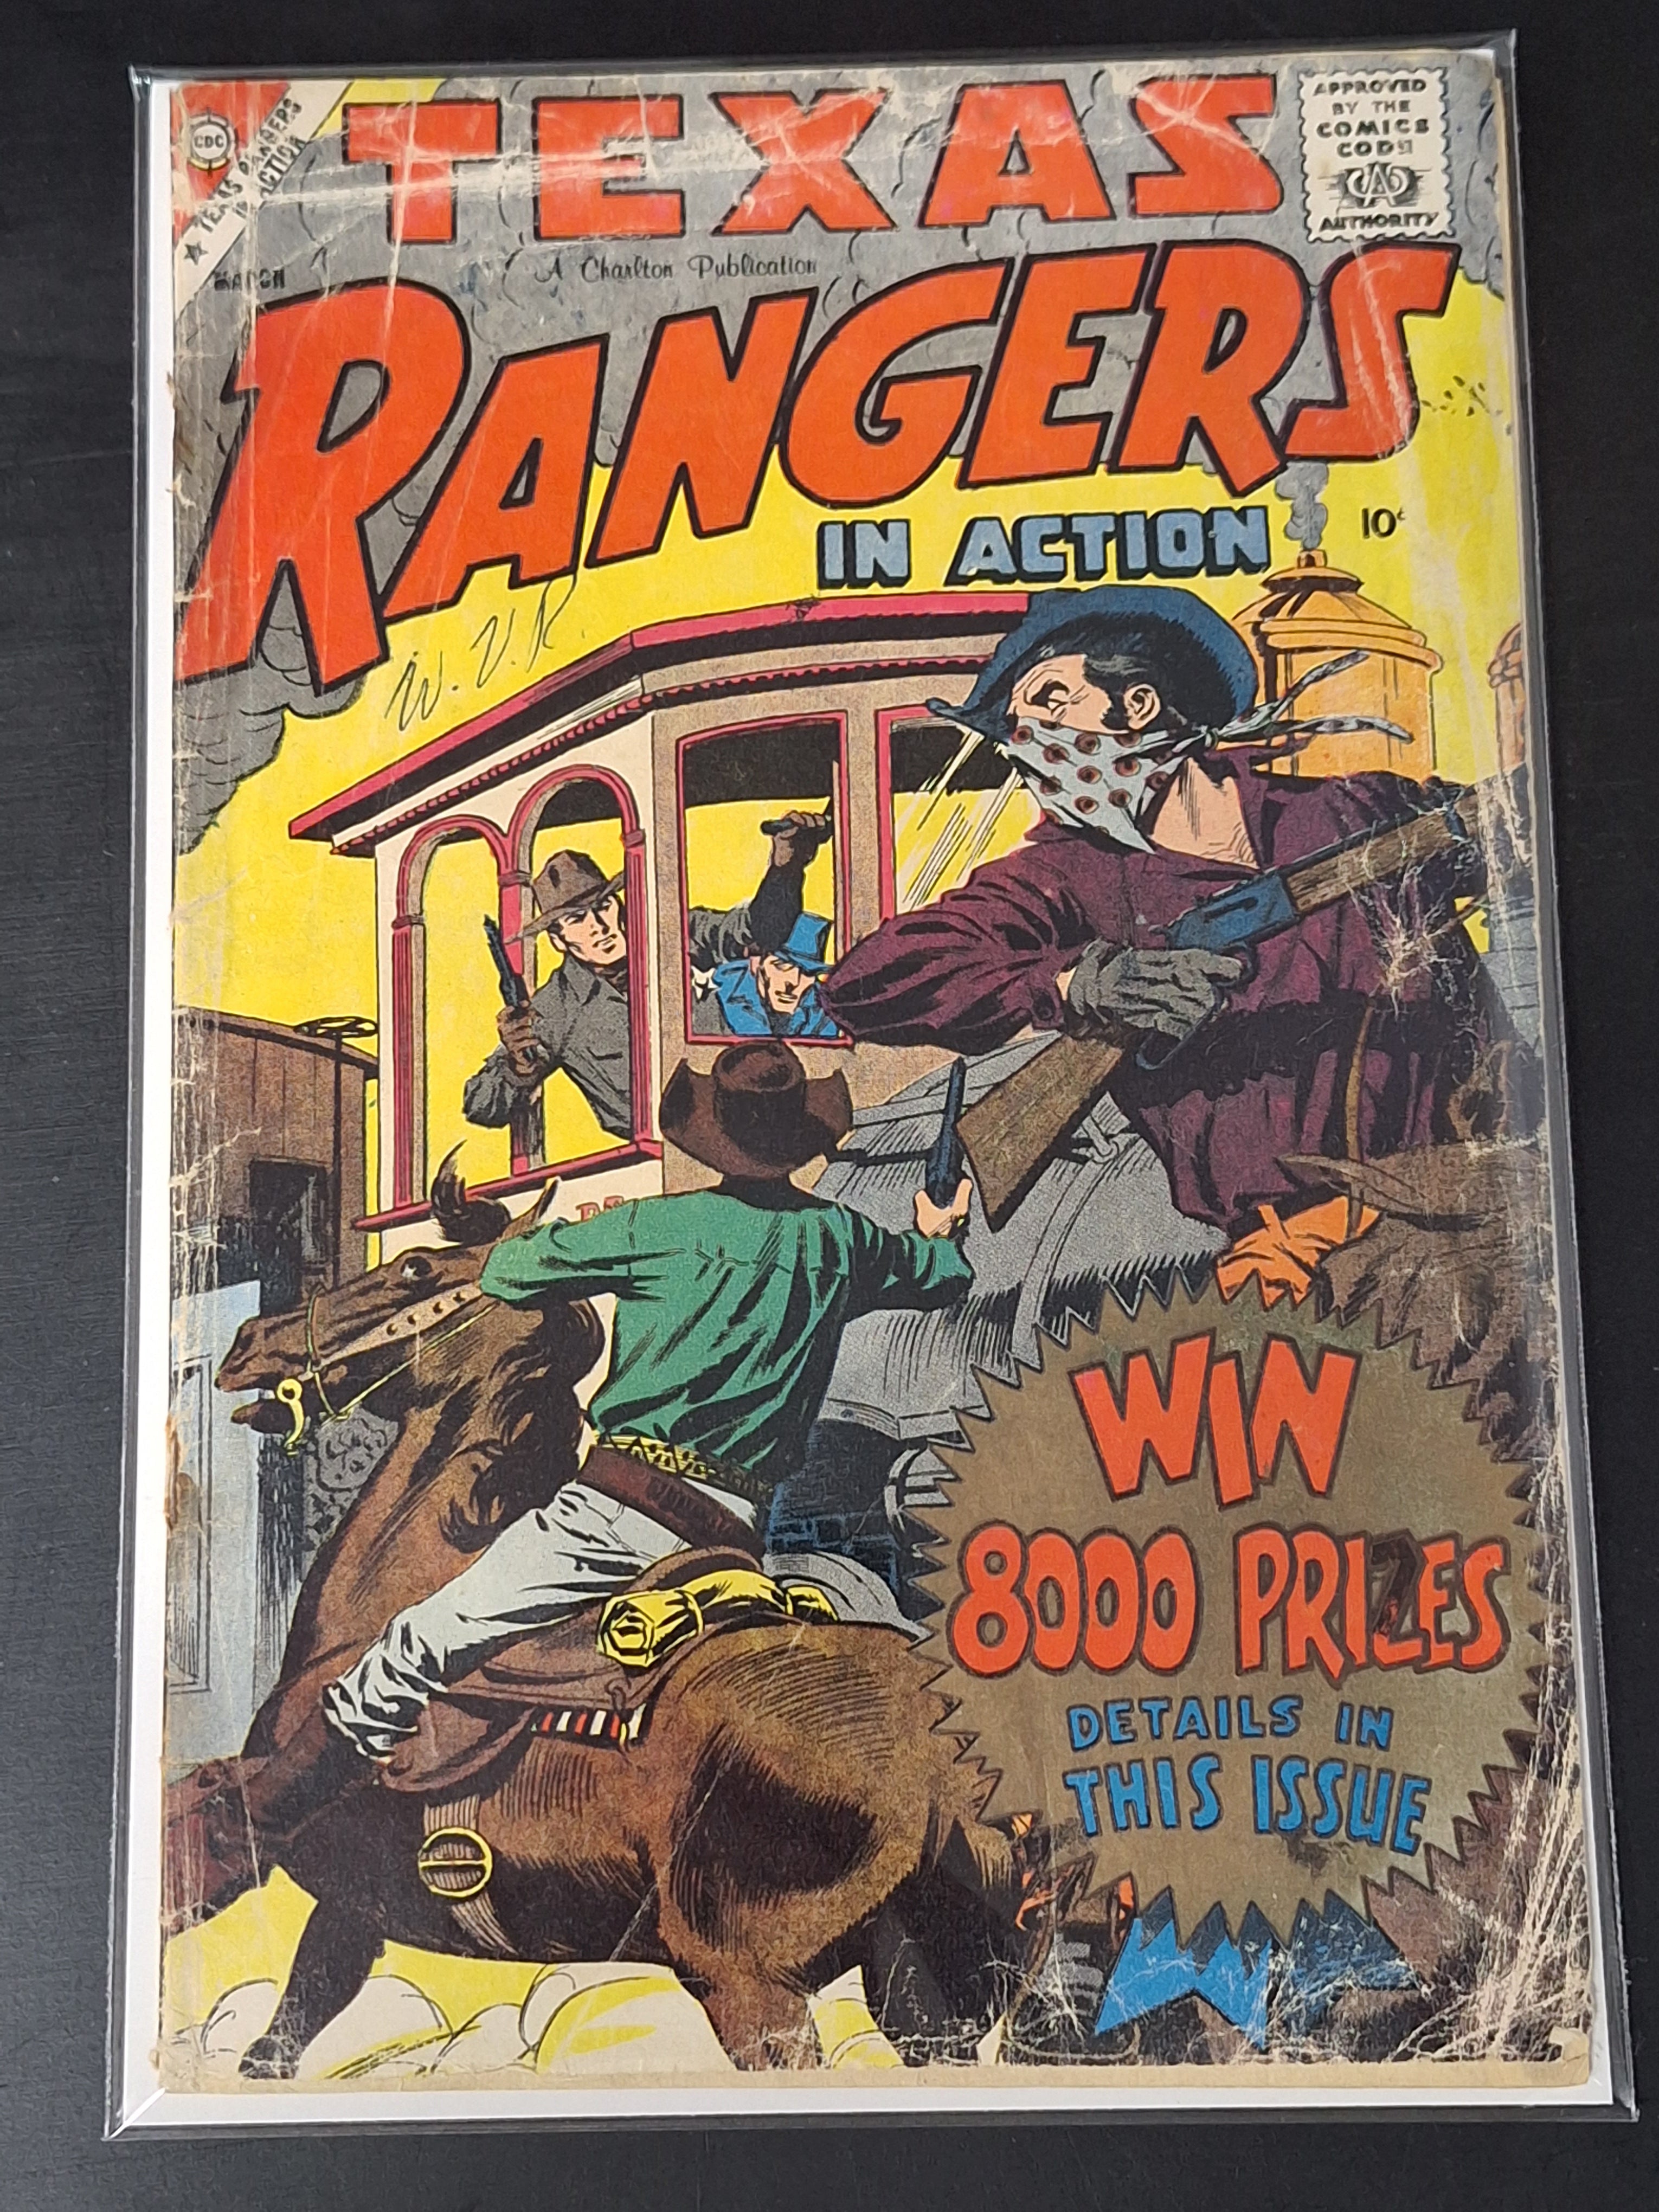 TEXAS
RANGERS
IN ACTION
CDC
★ TEXAS RANGERS
IN ACTION
MARCH
A Charlton Publication
APPROVED
BY THE
COMICS
CODE
CA
AUTHORITY
10¢
W.V.R.
WIN
8000 PRIZES
DETAILS IN
THIS ISSUE